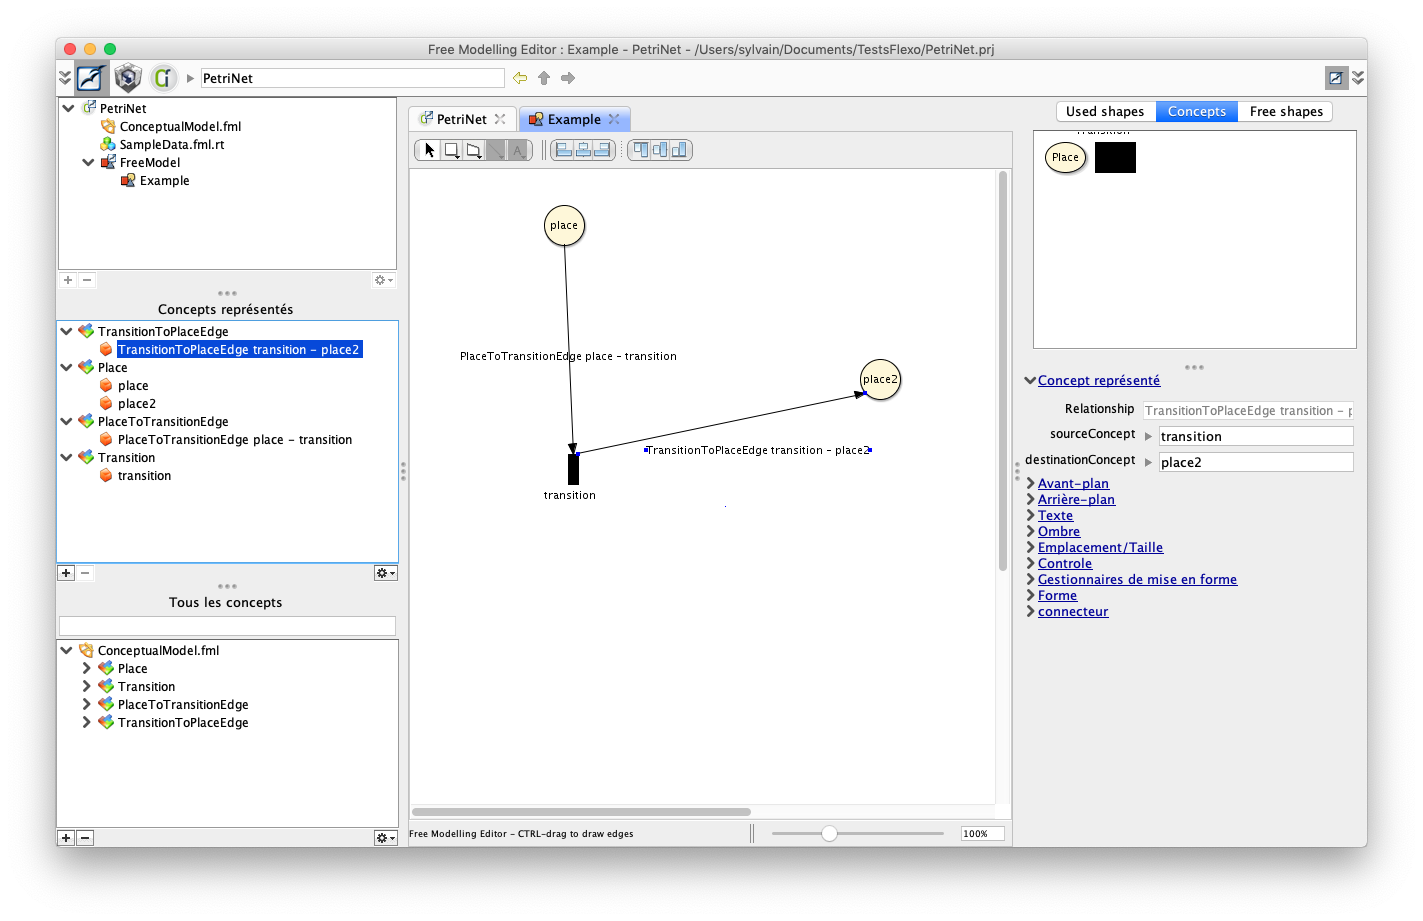 Free Modelling Editor : Example - PetriNet - /Users/sylvain/Documents/TestsFlexo/PetriNet.prj
PetriNet
PetriNet
ConceptualModel.fml
SampleData.fml.rt
FreeModel
Example
Concepts représentés
TransitionToPlaceEdge
TransitionToPlaceEdge transition - place2
Place
place
place2
PlaceToTransitionEdge
PlaceToTransitionEdge place - transition
Transition
transition
Tous les concepts
ConceptualModel.fml
Place
Transition
PlaceToTransitionEdge
TransitionToPlaceEdge
PetriNet
Example
A
place
PlaceToTransitionEdge place - transition
place2
TransitionToPlaceEdge transition - place2
transition
Free Modelling Editor - CTRL-drag to draw edges
100%
Used shapes
Concepts
Free shapes
Transition
Place
Concept représenté
Relationship
TransitionToPlaceEdge transition - p
sourceConcept
transition
destinationConcept
place2
Avant-plan
Arrière-plan
Texte
Ombre
Emplacement/Taille
Controle
Gestionnaires de mise en forme
Forme
connecteur